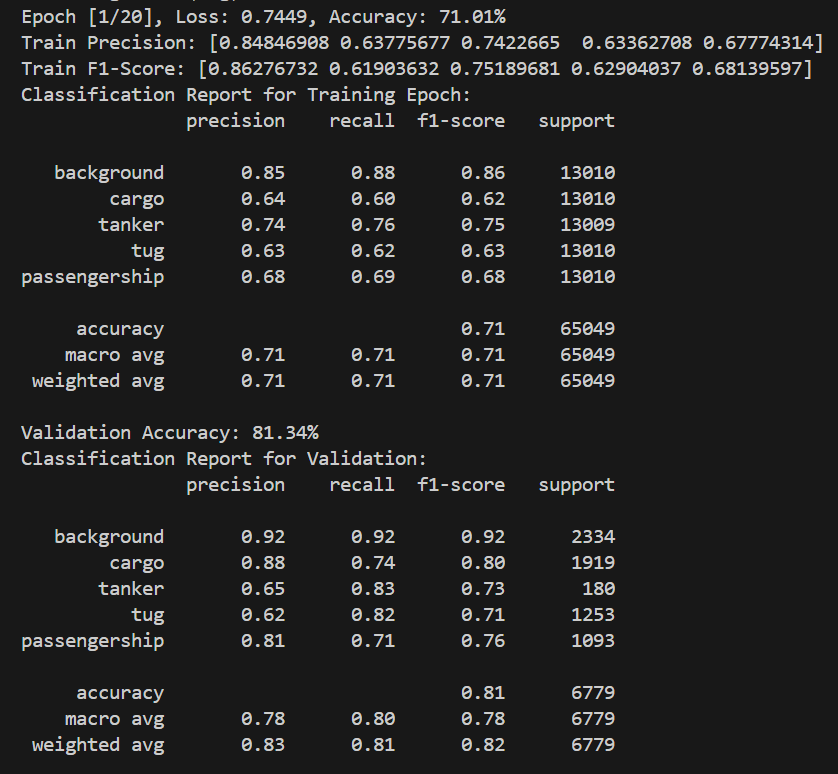 Epoch [1/20], Loss: 0.7449, Accuracy: 71.01%
Train Precision: [0.84846908 0.63775677 0.7422665  0.63362708 0.67774314]
Train F1-Score: [0.86276732 0.61903632 0.75189681 0.62904037 0.68139597]
Classification Report for Training Epoch:
               precision    recall  f1-score   support

   background       0.85      0.88      0.86     13010
        cargo       0.64      0.60      0.62     13010
       tanker       0.74      0.76      0.75     13009
          tug       0.63      0.62      0.63     13010
passengership       0.68      0.69      0.68     13010

     accuracy                           0.71     65049
    macro avg       0.71      0.71      0.71     65049
 weighted avg       0.71      0.71      0.71     65049

Validation Accuracy: 81.34%
Classification Report for Validation:
               precision    recall  f1-score   support

   background       0.92      0.92      0.92      2334
        cargo       0.88      0.74      0.80      1919
       tanker       0.65      0.83      0.73       180
          tug       0.62      0.82      0.71      1253
passengership       0.81      0.71      0.76      1093

     accuracy                           0.81      6779
    macro avg       0.78      0.80      0.78      6779
 weighted avg       0.83      0.81      0.82      6779